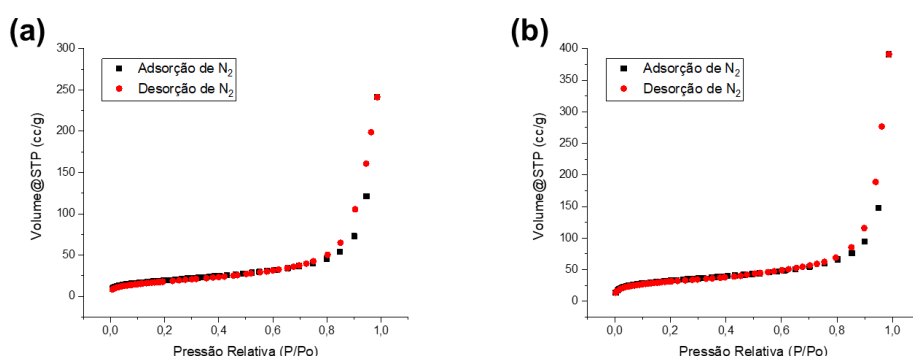 (a)
300
250
200
150
100
50
0
Volume@STP (cc/g)
Adsorção de N₂
Desorção de N₂
0,0 0,2 0,4 0,6 0,8 1,0
Pressão Relativa (P/Po)
(b)
400
350
300
250
200
150
100
50
0
Volume@STP (cc/g)
Adsorção de N₂
Desorção de N₂
0,0 0,2 0,4 0,6 0,8 1,0
Pressão Relativa (P/Po)